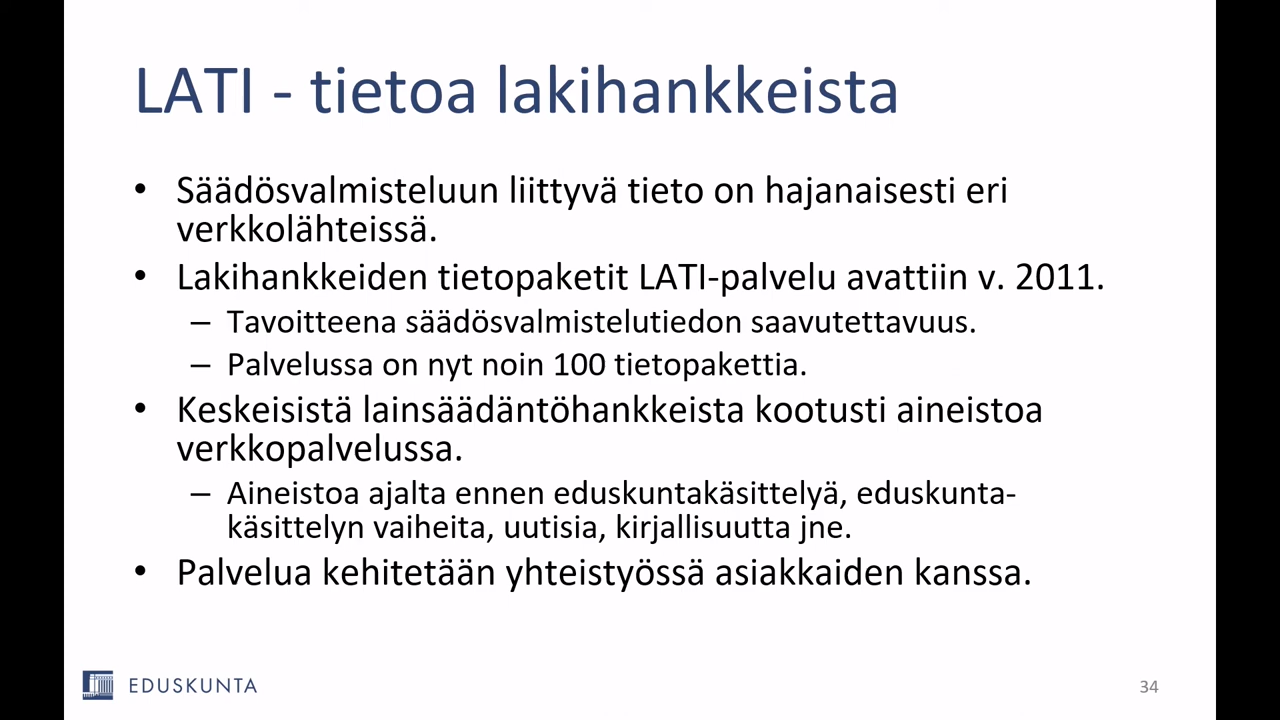 LATI - tietoa lakihankkeista
• Säädösvalmisteluun liittyvä tieto on hajanaisesti eri
verkkolähteissä.
• Lakihankkeiden tietopaketit LATI-palvelu avattiin v. 2011.
– Tavoitteena säädösvalmistelutiedon saavutettavuus.
– Palvelussa on nyt noin 100 tietopakettia.
• Keskeisistä lainsäädäntöhankkeista kootusti aineistoa
verkkopalvelussa.
– Aineistoa ajalta ennen eduskuntakäsittelyä, eduskunta-
käsittelyn vaiheita, uutisia, kirjallisuutta jne.
• Palvelua kehitetään yhteistyössä asiakkaiden kanssa.
EDUSKUNTA
34